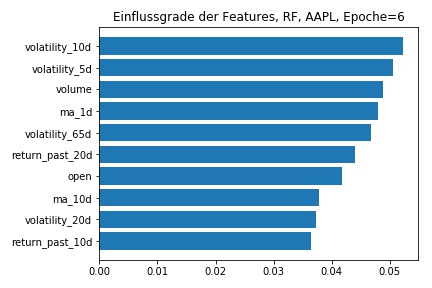 Einflussgrade der Features, RF, AAPL, Epoche=6
volatility_10d
volatility_5d
volume
ma_1d
volatility_65d
return_past_20d
open
ma_10d
volatility_20d
return_past_10d
0.00 0.01 0.02 0.03 0.04 0.05